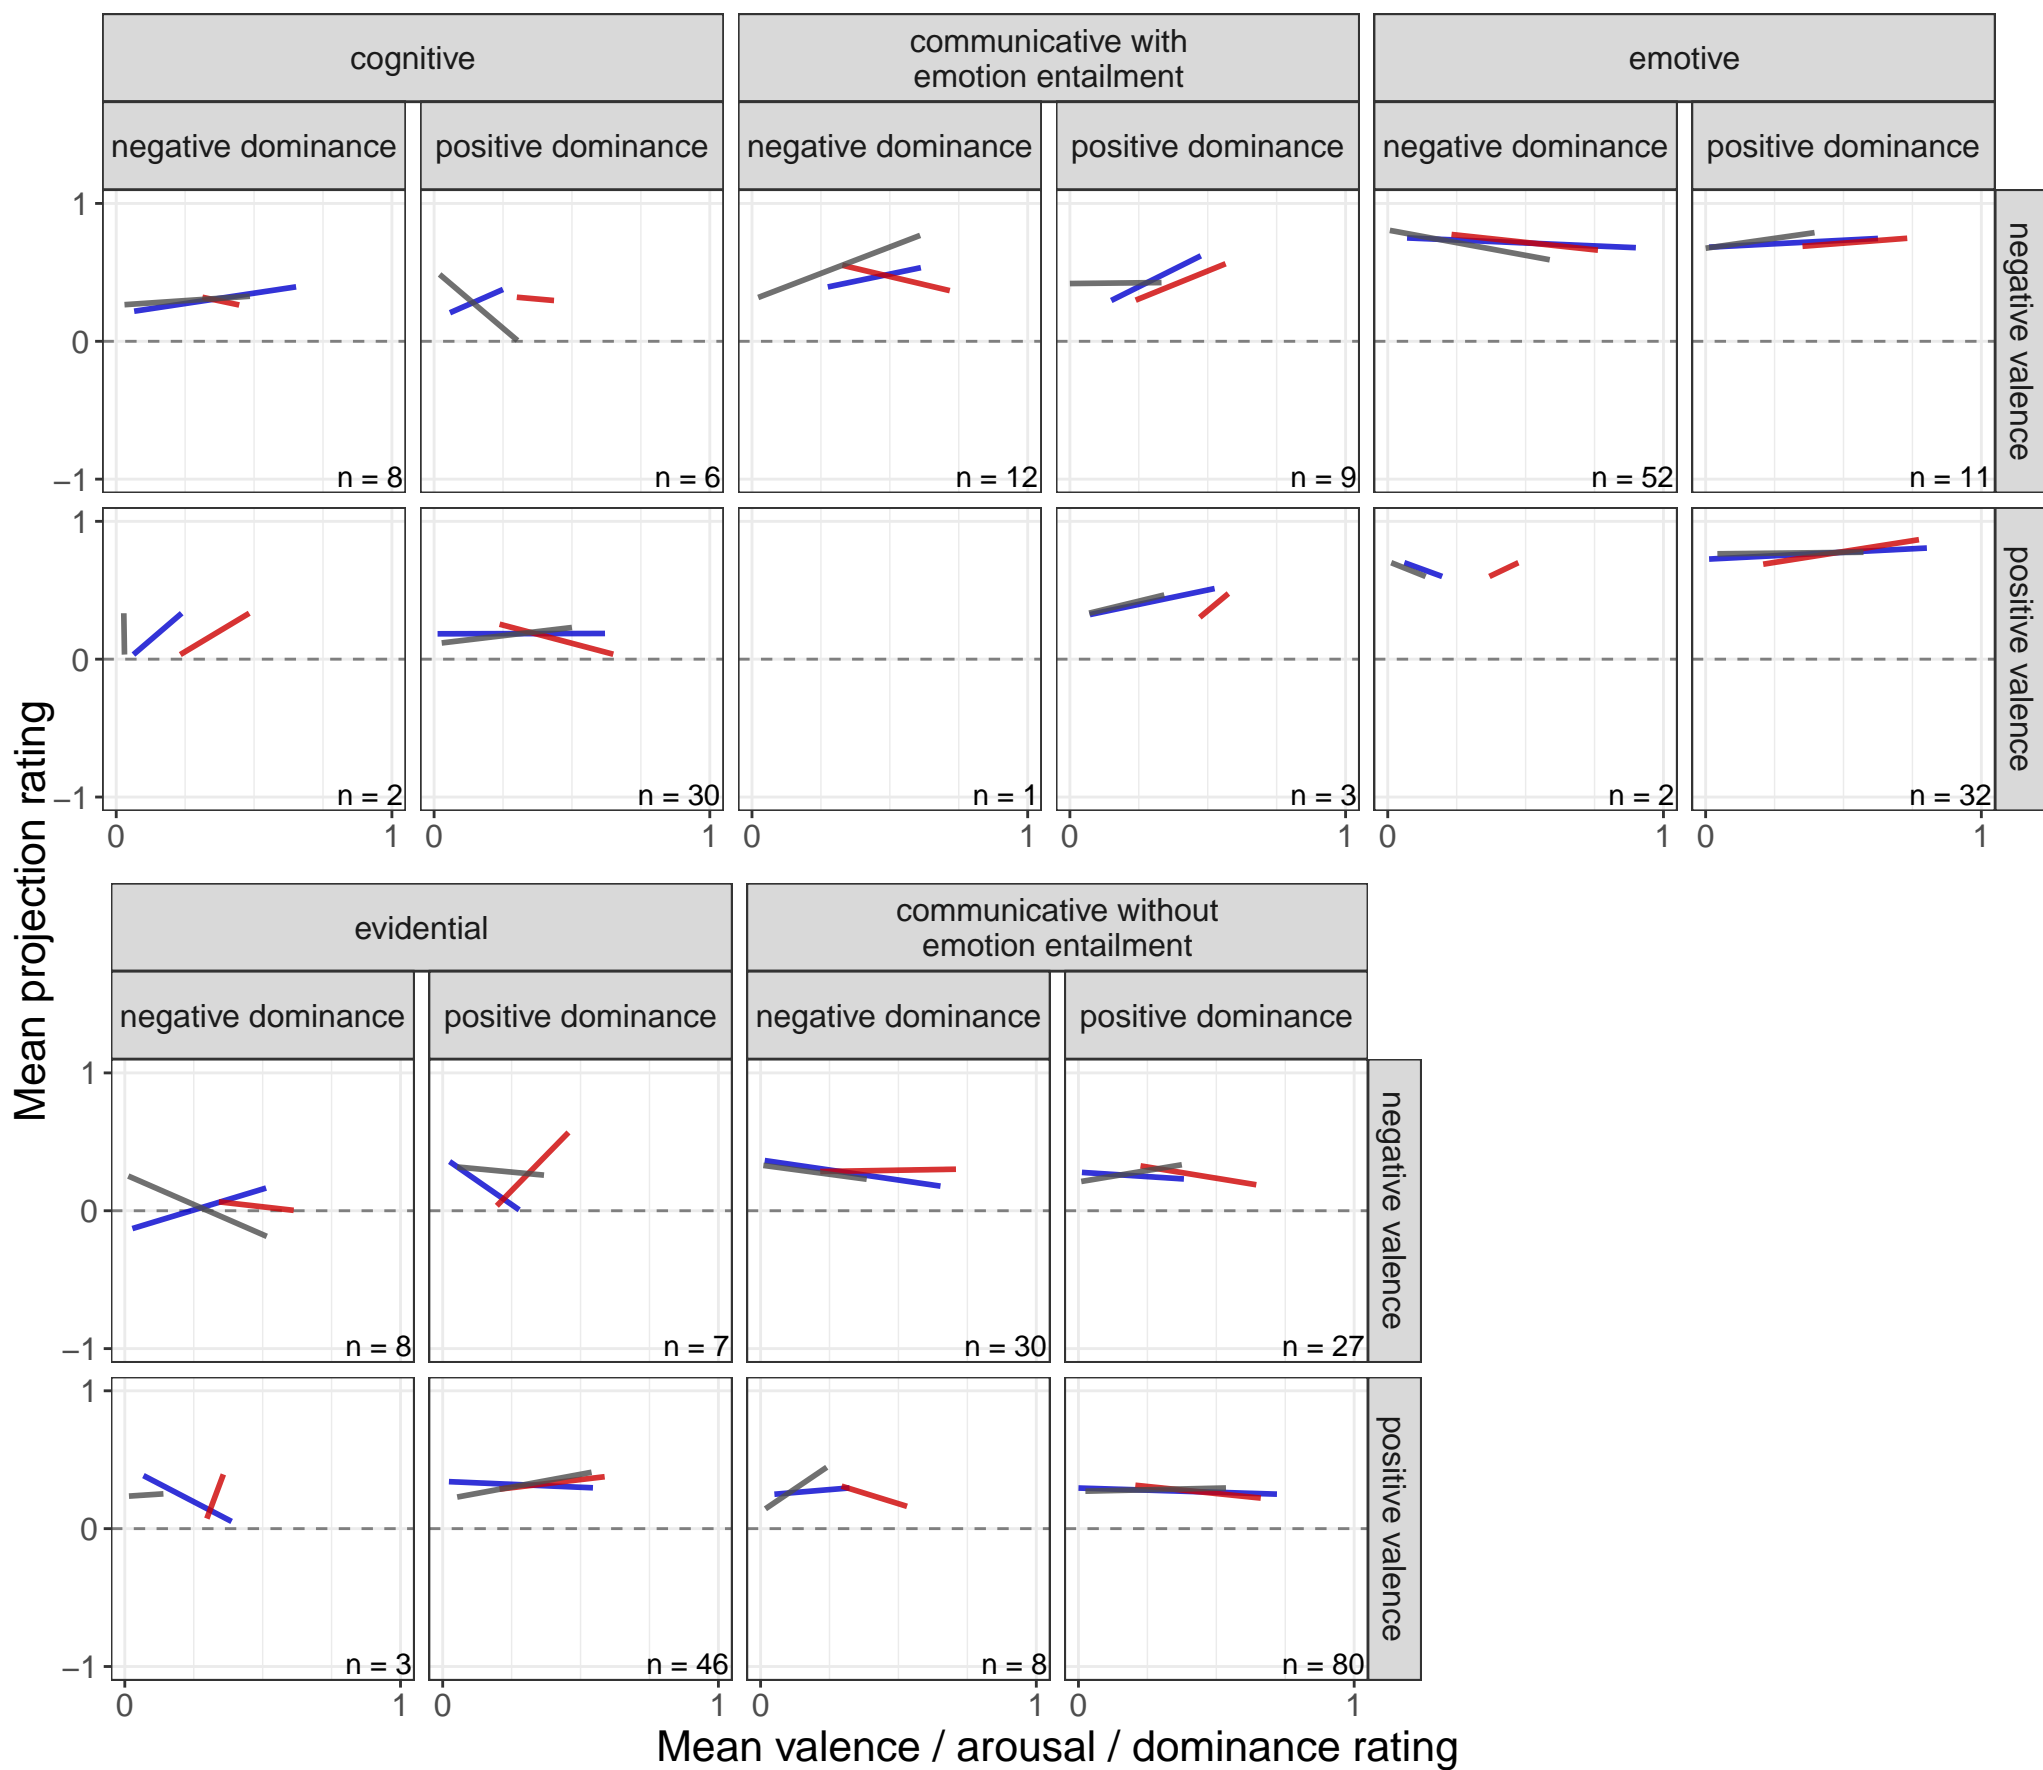 cognitive
communicative with
emotion entailment
emotive
negative dominance
positive dominance
negative dominance
positive dominance
negative dominance
positive dominance
1
0
−1
n = 8
n = 6
n = 12
n = 9
n = 52
n = 11
negative valence
1
0
−1
n = 2
n = 30
n = 1
n = 3
n = 2
n = 32
positive valence
0 1
0 1
0 1
0 1
0 1
0 1
Mean projection rating
evidential
communicative without
emotion entailment
negative dominance
positive dominance
negative dominance
positive dominance
1
0
−1
n = 8
n = 7
n = 30
n = 27
negative valence
1
0
−1
n = 3
n = 46
n = 8
n = 80
positive valence
0 1
0 1
0 1
0 1
Mean valence / arousal / dominance rating